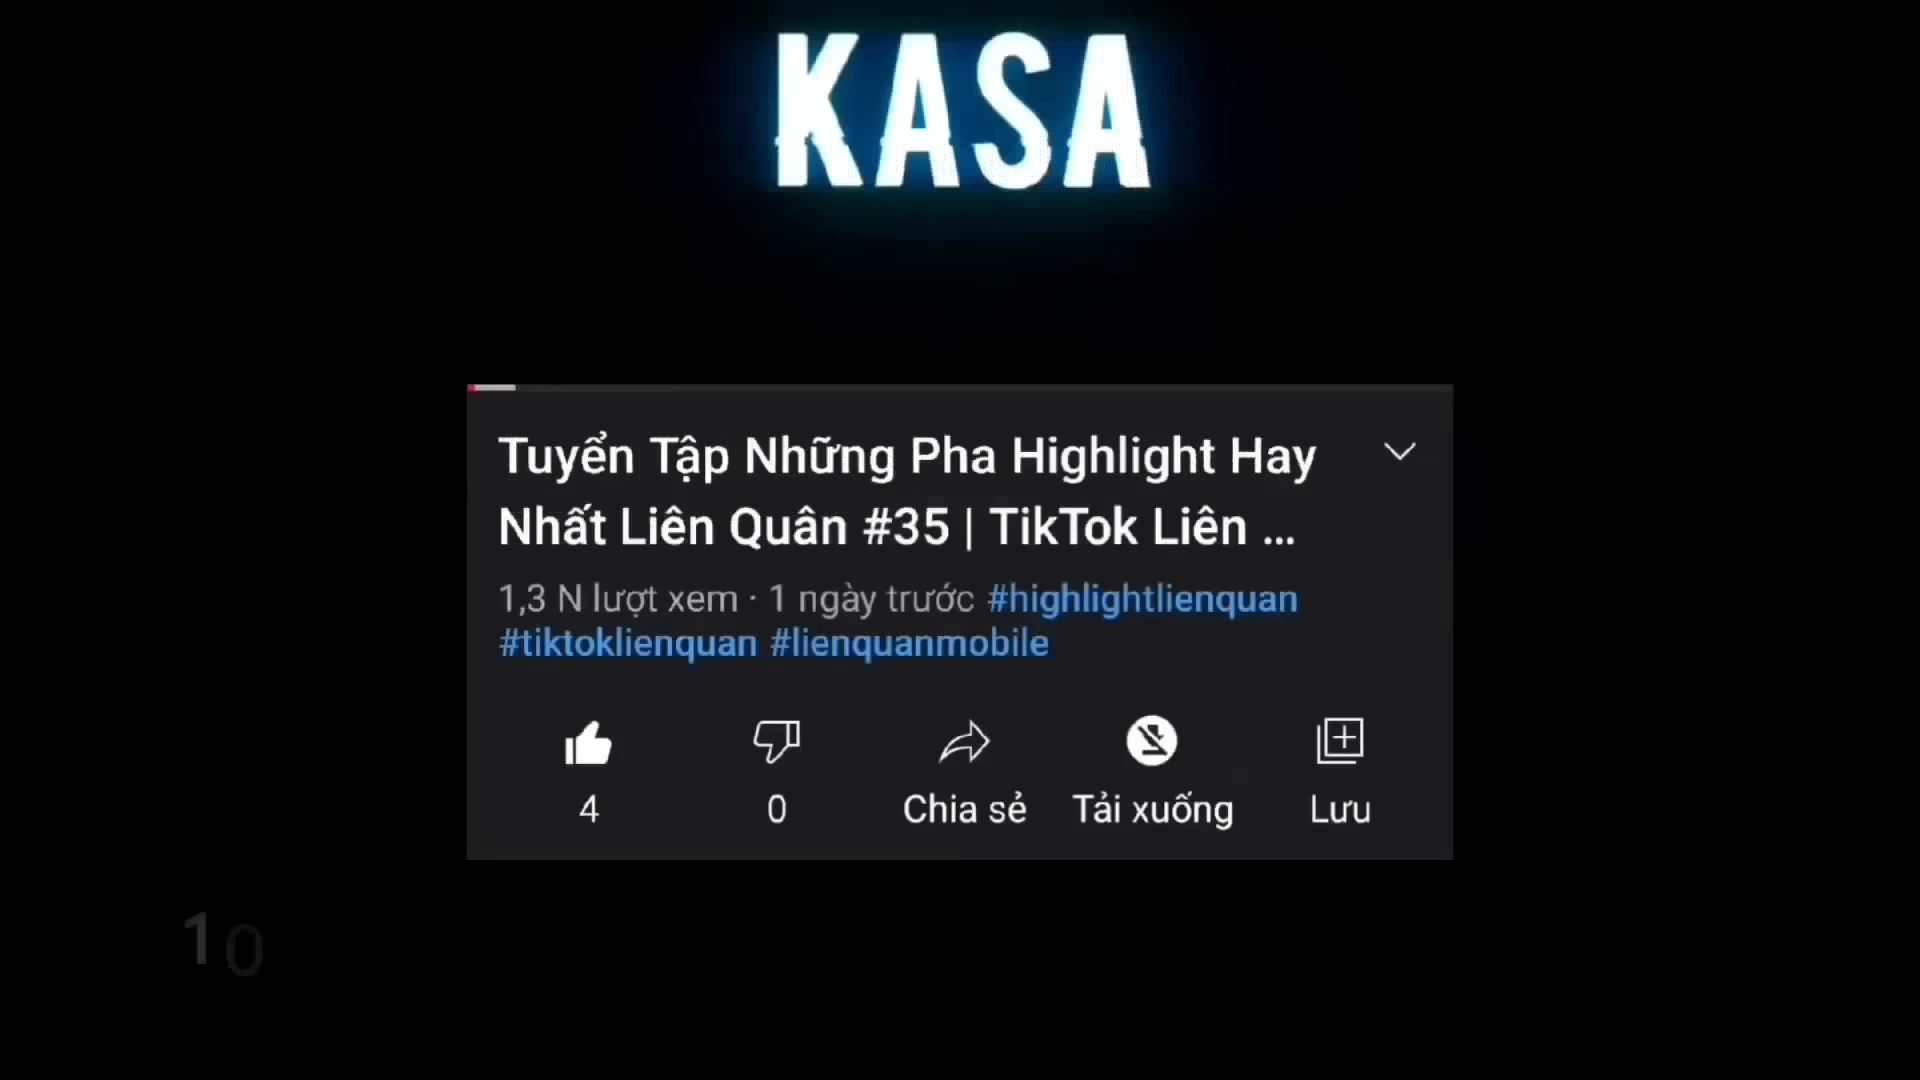 KASA
Tuyển Tập Những Pha Highlight Hay
Nhất Liên Quân #35 | TikTok Liên ...
1,3 N lượt xem · 1 ngày trước #highlightlienquan
#tiktoklienquan #lienquanmobile
4 0 Chia sẻ Tải xuống Lưu
10